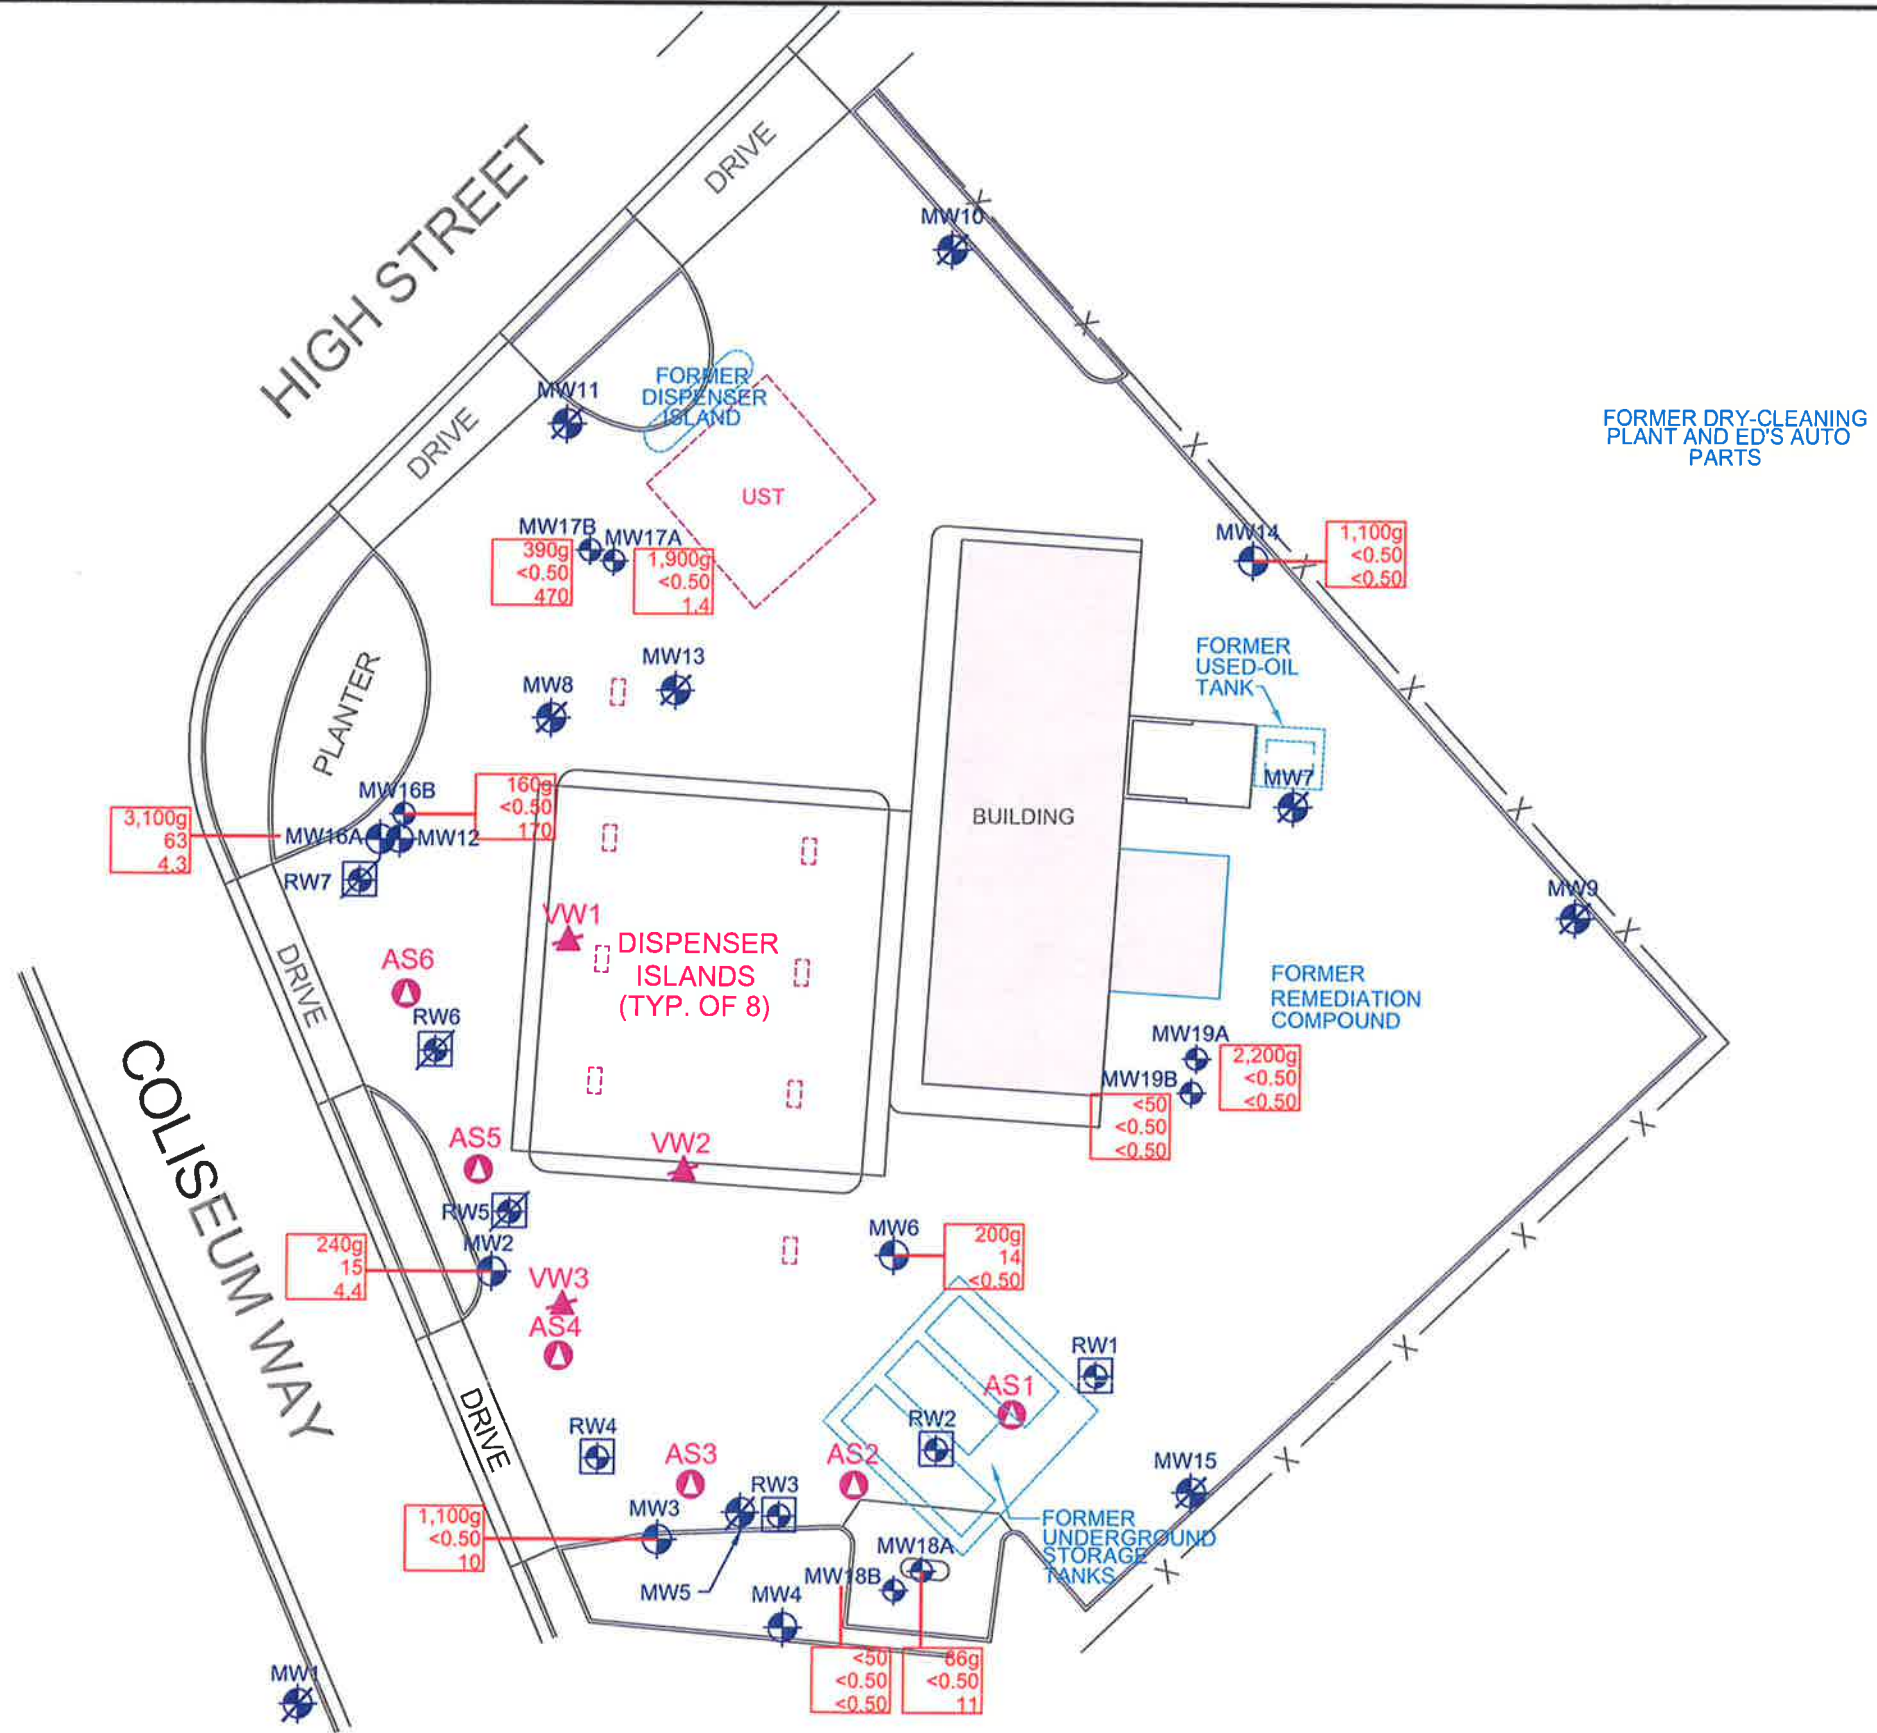 HIGH STREET
DRIVE
MW10
MW11
FORMER
DISPENSER
ISLAND
DRIVE
UST
FORMER DRY-CLEANING
PLANT AND ED'S AUTO
PARTS
MW17B
MW17A
390g
<0.50
470
1,900g
<0.50
1.4
MW14
1,100g
<0.50
<0.50
MW13
MW8
PLANTER
FORMER
USED-OIL
TANK
MW7
MW16B
160g
<0.50
170
3,100g
63
4.3
MW16A
MW12
RW7
BUILDING
MW9
VW1
DISPENSER
ISLANDS
(TYP. OF 8)
AS6
RW6
DRIVE
FORMER
REMEDIATION
COMPOUND
MW19A
2,200g
<0.50
<0.50
MW19B
<50
<0.50
<0.50
COLISEUM WAY
AS5
VW2
RW5
MW2
240g
15
4.4
MW6
200g
14
<0.50
VW3
AS4
RW1
AS1
RW2
DRIVE
RW4
AS3
AS2
RW3
MW15
MW3
1,100g
<0.50
10
FORMER
UNDERGROUND
STORAGE
TANKS
MW5
MW4
MW18A
MW18B
<50
<0.50
<0.50
66g
<0.50
11
MW1
X
X
X
X
X
X
X
X
X
X
X
X